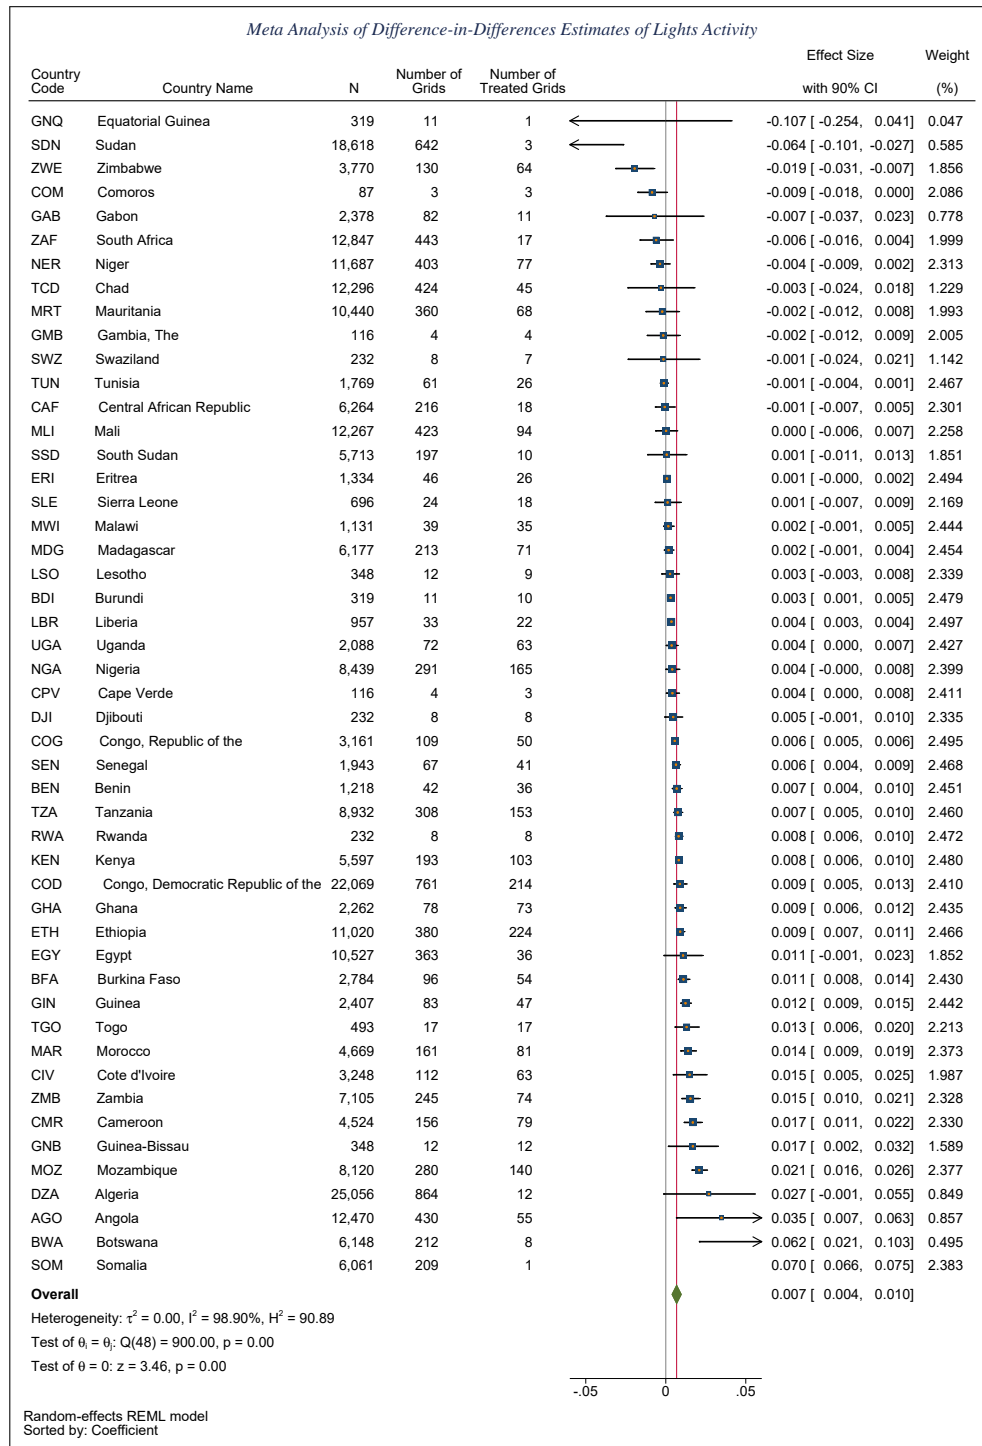 Meta Analysis of Difference-in-Differences Estimates of Lights Activity
Effect Size Weight
Country Number of Number of
Code Country Name N Grids Treated Grids with 90% CI (%)
GNQ Equatorial Guinea 319 11 1 -0.107 [ -0.254, 0.041] 0.047
SDN Sudan 18,618 642 3 -0.064 [ -0.101, -0.027] 0.585
ZWE Zimbabwe 3,770 130 64 -0.019 [ -0.031, -0.007] 1.856
COM Comoros 87 3 3 -0.009 [ -0.018, 0.000] 2.086
GAB Gabon 2,378 82 11 -0.007 [ -0.037, 0.023] 0.778
ZAF South Africa 12,847 443 17 -0.006 [ -0.016, 0.004] 1.999
NER Niger 11,687 403 77 -0.004 [ -0.009, 0.002] 2.313
TCD Chad 12,296 424 45 -0.003 [ -0.024, 0.018] 1.229
MRT Mauritania 10,440 360 68 -0.002 [ -0.012, 0.008] 1.993
GMB Gambia, The 116 4 4 -0.002 [ -0.012, 0.009] 2.005
SWZ Swaziland 232 8 7 -0.001 [ -0.024, 0.021] 1.142
TUN Tunisia 1,769 61 26 -0.001 [ -0.004, 0.001] 2.467
CAF Central African Republic 6,264 216 18 -0.001 [ -0.007, 0.005] 2.301
MLI Mali 12,267 423 94 0.000 [ -0.006, 0.007] 2.258
SSD South Sudan 5,713 197 10 0.001 [ -0.011, 0.013] 1.851
ERI Eritrea 1,334 46 26 0.001 [ -0.000, 0.002] 2.494
SLE Sierra Leone 696 24 18 0.001 [ -0.007, 0.009] 2.169
MWI Malawi 1,131 39 35 0.002 [ -0.001, 0.005] 2.444
MDG Madagascar 6,177 213 71 0.002 [ -0.001, 0.004] 2.454
LSO Lesotho 348 12 9 0.003 [ -0.003, 0.008] 2.339
BDI Burundi 319 11 10 0.003 [ 0.001, 0.005] 2.479
LBR Liberia 957 33 22 0.004 [ 0.003, 0.004] 2.497
UGA Uganda 2,088 72 63 0.004 [ 0.000, 0.007] 2.427
NGA Nigeria 8,439 291 165 0.004 [ -0.000, 0.008] 2.399
CPV Cape Verde 116 4 3 0.004 [ 0.000, 0.008] 2.411
DJI Djibouti 232 8 8 0.005 [ -0.001, 0.010] 2.335
COG Congo, Republic of the 3,161 109 50 0.006 [ 0.005, 0.006] 2.495
SEN Senegal 1,943 67 41 0.006 [ 0.004, 0.009] 2.468
BEN Benin 1,218 42 36 0.007 [ 0.004, 0.010] 2.451
TZA Tanzania 8,932 308 153 0.007 [ 0.005, 0.010] 2.460
RWA Rwanda 232 8 8 0.008 [ 0.006, 0.010] 2.472
KEN Kenya 5,597 193 103 0.008 [ 0.006, 0.010] 2.480
COD Congo, Democratic Republic of the 22,069 761 214 0.009 [ 0.005, 0.013] 2.410
GHA Ghana 2,262 78 73 0.009 [ 0.006, 0.012] 2.435
ETH Ethiopia 11,020 380 224 0.009 [ 0.007, 0.011] 2.466
EGY Egypt 10,527 363 36 0.011 [ -0.001, 0.023] 1.852
BFA Burkina Faso 2,784 96 54 0.011 [ 0.008, 0.014] 2.430
GIN Guinea 2,407 83 47 0.012 [ 0.009, 0.015] 2.442
TGO Togo 493 17 17 0.013 [ 0.006, 0.020] 2.213
MAR Morocco 4,669 161 81 0.014 [ 0.009, 0.019] 2.373
CIV Cote d'Ivoire 3,248 112 63 0.015 [ 0.005, 0.025] 1.987
ZMB Zambia 7,105 245 74 0.015 [ 0.010, 0.021] 2.328
CMR Cameroon 4,524 156 79 0.017 [ 0.011, 0.022] 2.330
GNB Guinea-Bissau 348 12 12 0.017 [ 0.002, 0.032] 1.589
MOZ Mozambique 8,120 280 140 0.021 [ 0.016, 0.026] 2.377
DZA Algeria 25,056 864 12 0.027 [ -0.001, 0.055] 0.849
AGO Angola 12,470 430 55 0.035 [ 0.007, 0.063] 0.857
BWA Botswana 6,148 212 8 0.062 [ 0.021, 0.103] 0.495
SOM Somalia 6,061 209 1 0.070 [ 0.066, 0.075] 2.383
Overall 0.007 [ 0.004, 0.010]
Heterogeneity: τ² = 0.00, I² = 98.90%, H² = 90.89
Test of θᵢ = θⱼ: Q(48) = 900.00, p = 0.00
Test of θ = 0: z = 3.46, p = 0.00
-.05 0 .05
Random-effects REML model
Sorted by: Coefficient